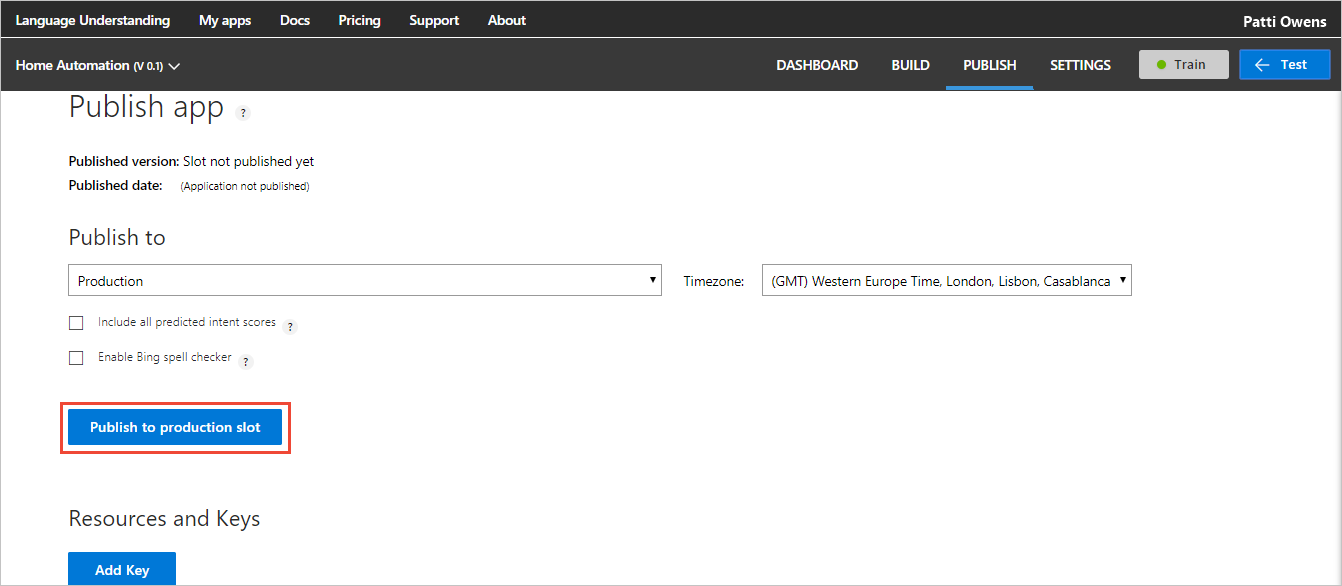 Language Understanding My apps Docs Pricing Support About Patti Owens
Home Automation (V 0.1) DASHBOARD BUILD PUBLISH SETTINGS Train Test
Publish app ?
Published version: Slot not published yet
Published date: (Application not published)
Publish to
Production Timezone: (GMT) Western Europe Time, London, Lisbon, Casablanca
Include all predicted intent scores ?
Enable Bing spell checker ?
Publish to production slot
Resources and Keys
Add Key